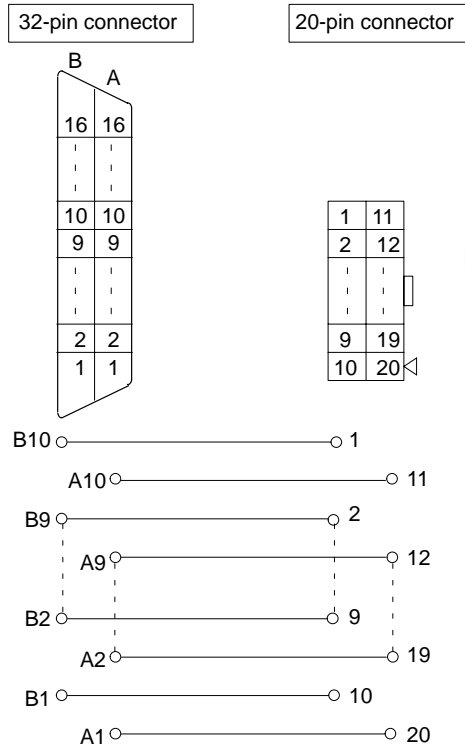 32-pin connector 20-pin connector
B A
16 16
10 10
9 9
2 2
1 1
1 11
2 12
9 19
10 20
B10 1
A10 11
B9 2
A9 12
B2 9
A2 19
B1 10
A1 20